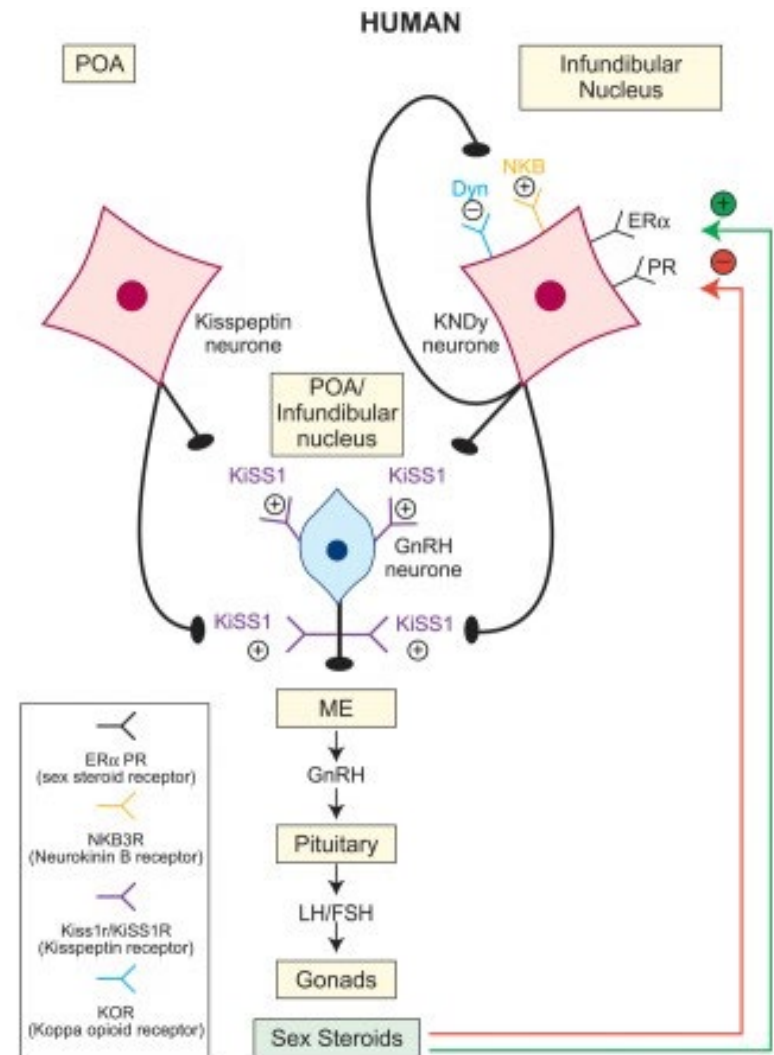 HUMAN
POA
Infundibular
Nucleus
NKB
+
Dyn
−
ERα
+
PR
−
Kisspeptin
neurone
KNDy
neurone
POA/
Infundibular
nucleus
KiSS1
+
KiSS1
+
GnRH
neurone
KiSS1
+
KiSS1
+
ME
GnRH
Pituitary
LH/FSH
Gonads
Sex Steroids
ERα PR
(sex steroid receptor)
NKB3R
(Neurokinin B receptor)
Kiss1r/KiSS1R
(Kisspeptin receptor)
KOR
(Koppa opioid receptor)